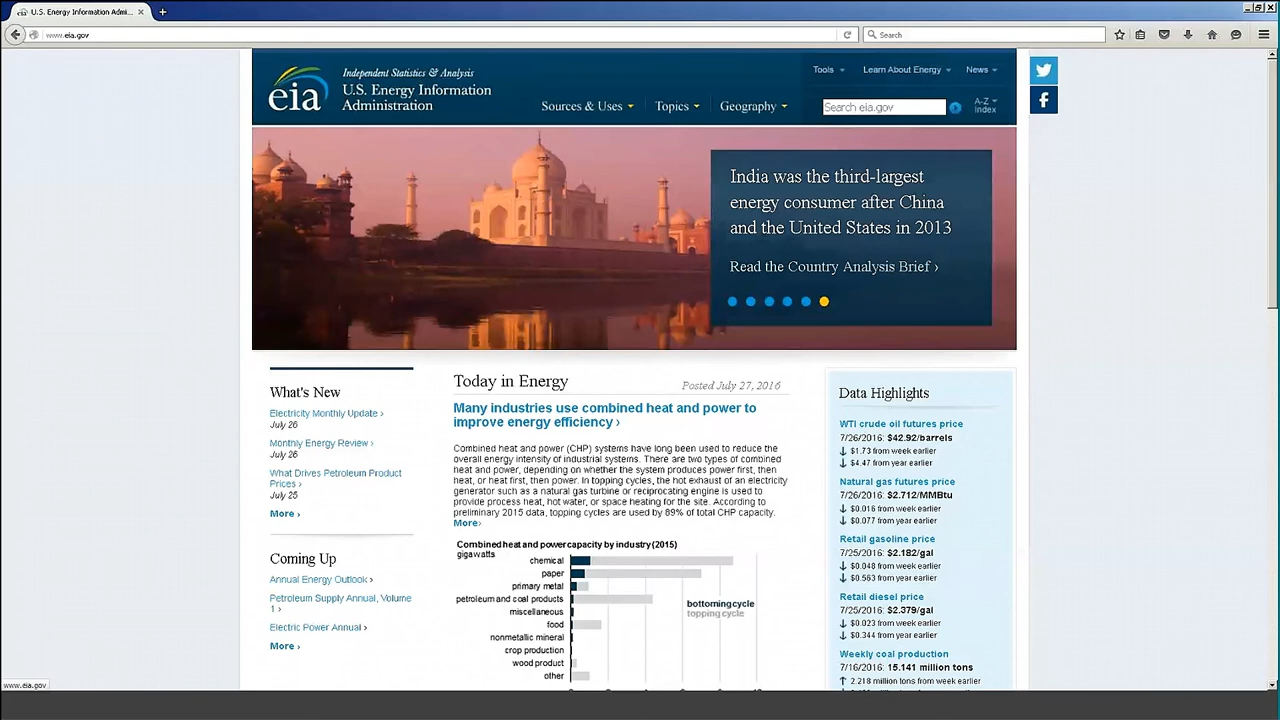 U.S. Energy Information Admi...
www.eia.gov
Search
eia
Independent Statistics & Analysis
U.S. Energy Information
Administration
Tools
Learn About Energy
News
Sources & Uses
Topics
Geography
Search eia.gov
A-Z
Index
India was the third-largest
energy consumer after China
and the United States in 2013
Read the Country Analysis Brief ›
What's New
Electricity Monthly Update ›
July 26
Monthly Energy Review ›
July 26
What Drives Petroleum Product
Prices ›
July 25
More ›
Coming Up
Annual Energy Outlook ›
Petroleum Supply Annual, Volume
1 ›
Electric Power Annual ›
More ›
Today in Energy
Posted July 27, 2016
Many industries use combined heat and power to
improve energy efficiency ›
Combined heat and power (CHP) systems have long been used to reduce the
overall energy intensity of industrial systems. There are two types of combined
heat and power, depending on whether the system produces power first, then
heat, or heat first, then power. In topping cycles, the hot exhaust of an electricity
generator such as a natural gas turbine or reciprocating engine is used to
provide process heat, hot water, or space heating for the site. According to
preliminary 2015 data, topping cycles are used by 89% of total CHP capacity.
More›
Combined heat and power capacity by industry (2015)
gigawatts
chemical
paper
primary metal
petroleum and coal products
miscellaneous
food
nonmetallic mineral
crop production
wood product
other
bottoming cycle
topping cycle
Data Highlights
WTI crude oil futures price
7/26/2016: $42.92/barrels
↓ $1.73 from week earlier
↓ $4.47 from year earlier
Natural gas futures price
7/26/2016: $2.712/MMBtu
↓ $0.016 from week earlier
↓ $0.077 from year earlier
Retail gasoline price
7/25/2016: $2.182/gal
↓ $0.048 from week earlier
↓ $0.563 from year earlier
Retail diesel price
7/25/2016: $2.379/gal
↓ $0.023 from week earlier
↓ $0.344 from year earlier
Weekly coal production
7/16/2016: 15.141 million tons
↑ 2.218 million tons from week earlier
www.eia.gov